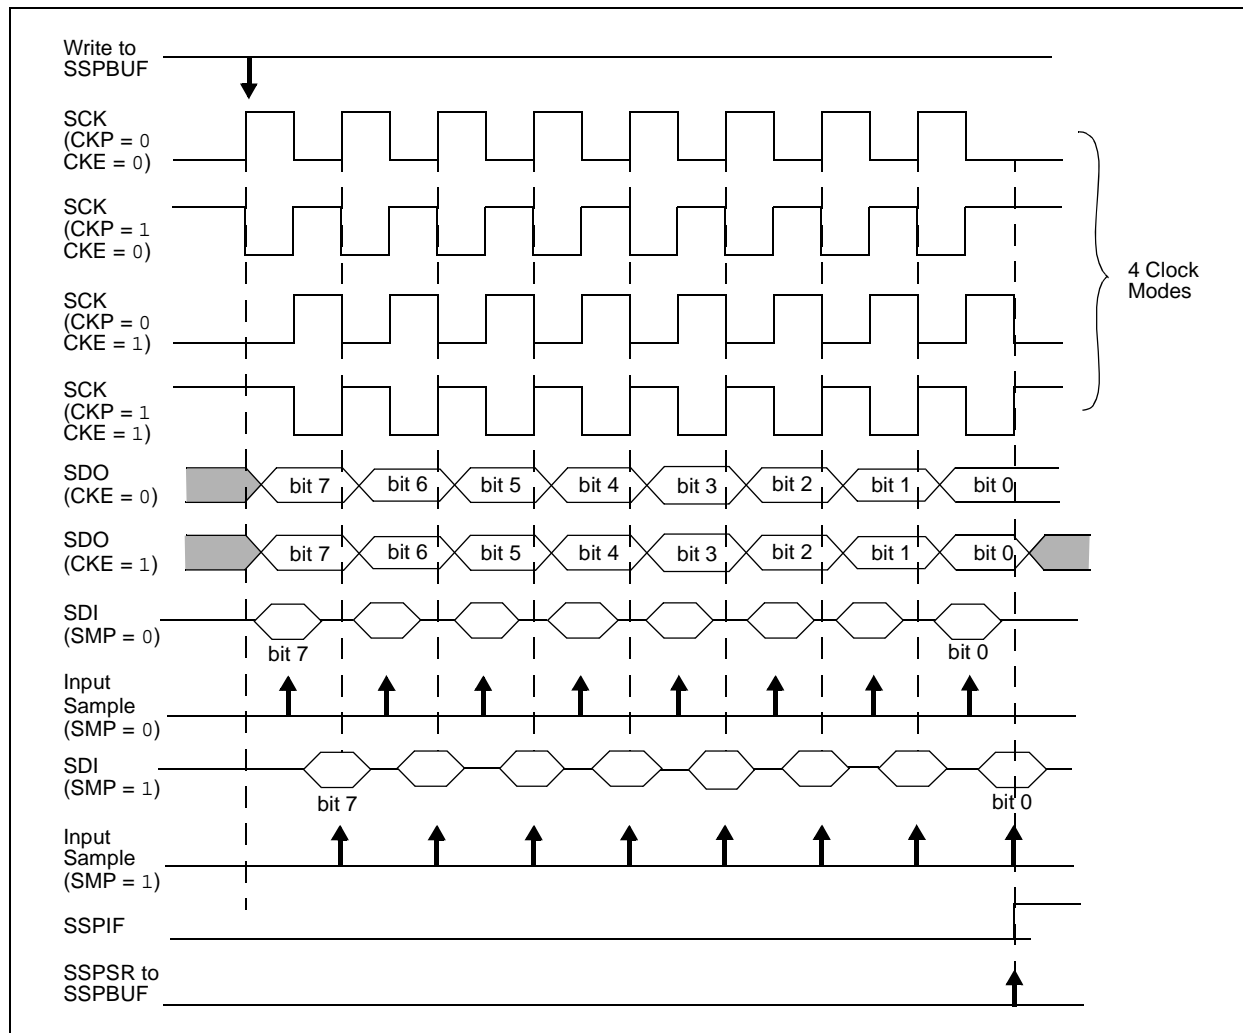 Write to
SSPBUF
SCK
(CKP = 0
CKE = 0)
SCK
(CKP = 1
CKE = 0)
SCK
(CKP = 0
CKE = 1)
4 Clock
Modes
SCK
(CKP = 1
CKE = 1)
SDO
(CKE = 0)
bit 7 bit 6 bit 5 bit 4 bit 3 bit 2 bit 1 bit 0
SDO
(CKE = 1)
bit 7 bit 6 bit 5 bit 4 bit 3 bit 2 bit 1 bit 0
SDI
(SMP = 0)
bit 7 bit 0
Input
Sample
(SMP = 0)
SDI
(SMP = 1)
bit 7 bit 0
Input
Sample
(SMP = 1)
SSPIF
SSPSR to
SSPBUF